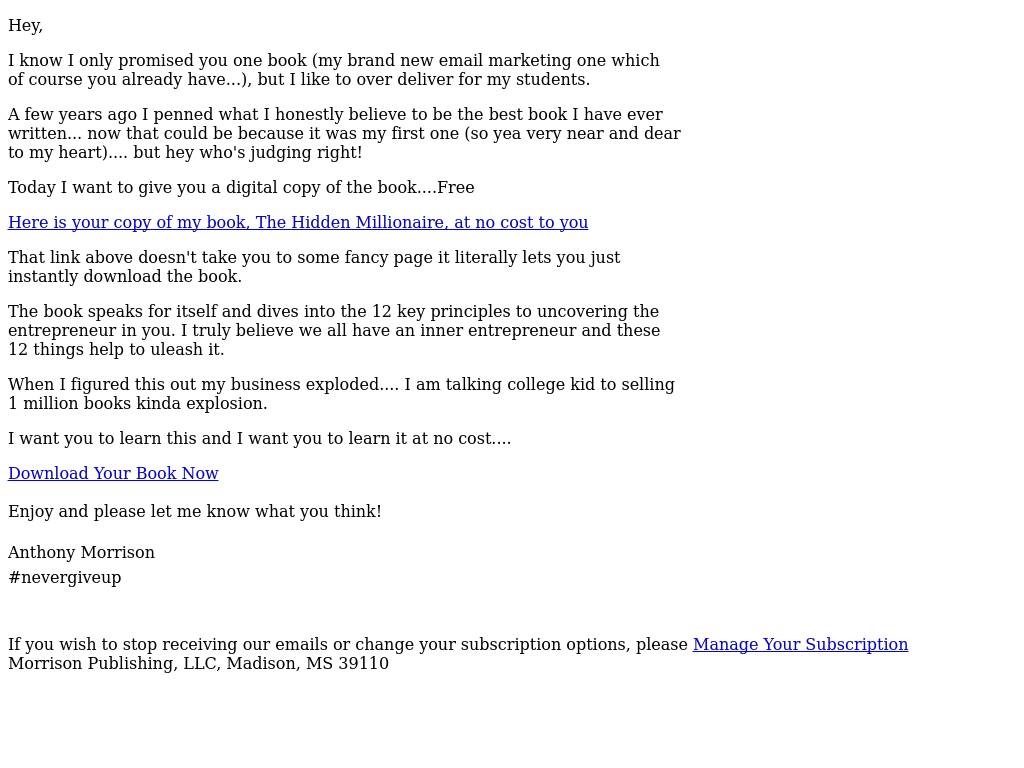 Hey,
I know I only promised you one book (my brand new email marketing one which
of course you already have...), but I like to over deliver for my students.
A few years ago I penned what I honestly believe to be the best book I have ever
written... now that could be because it was my first one (so yea very near and dear
to my heart).... but hey who's judging right!
Today I want to give you a digital copy of the book....Free
Here is your copy of my book, The Hidden Millionaire, at no cost to you
That link above doesn't take you to some fancy page it literally lets you just
instantly download the book.
The book speaks for itself and dives into the 12 key principles to uncovering the
entrepreneur in you. I truly believe we all have an inner entrepreneur and these
12 things help to uleash it.
When I figured this out my business exploded.... I am talking college kid to selling
1 million books kinda explosion.
I want you to learn this and I want you to learn it at no cost....
Download Your Book Now
Enjoy and please let me know what you think!
Anthony Morrison
#nevergiveup
If you wish to stop receiving our emails or change your subscription options, please Manage Your Subscription
Morrison Publishing, LLC, Madison, MS 39110